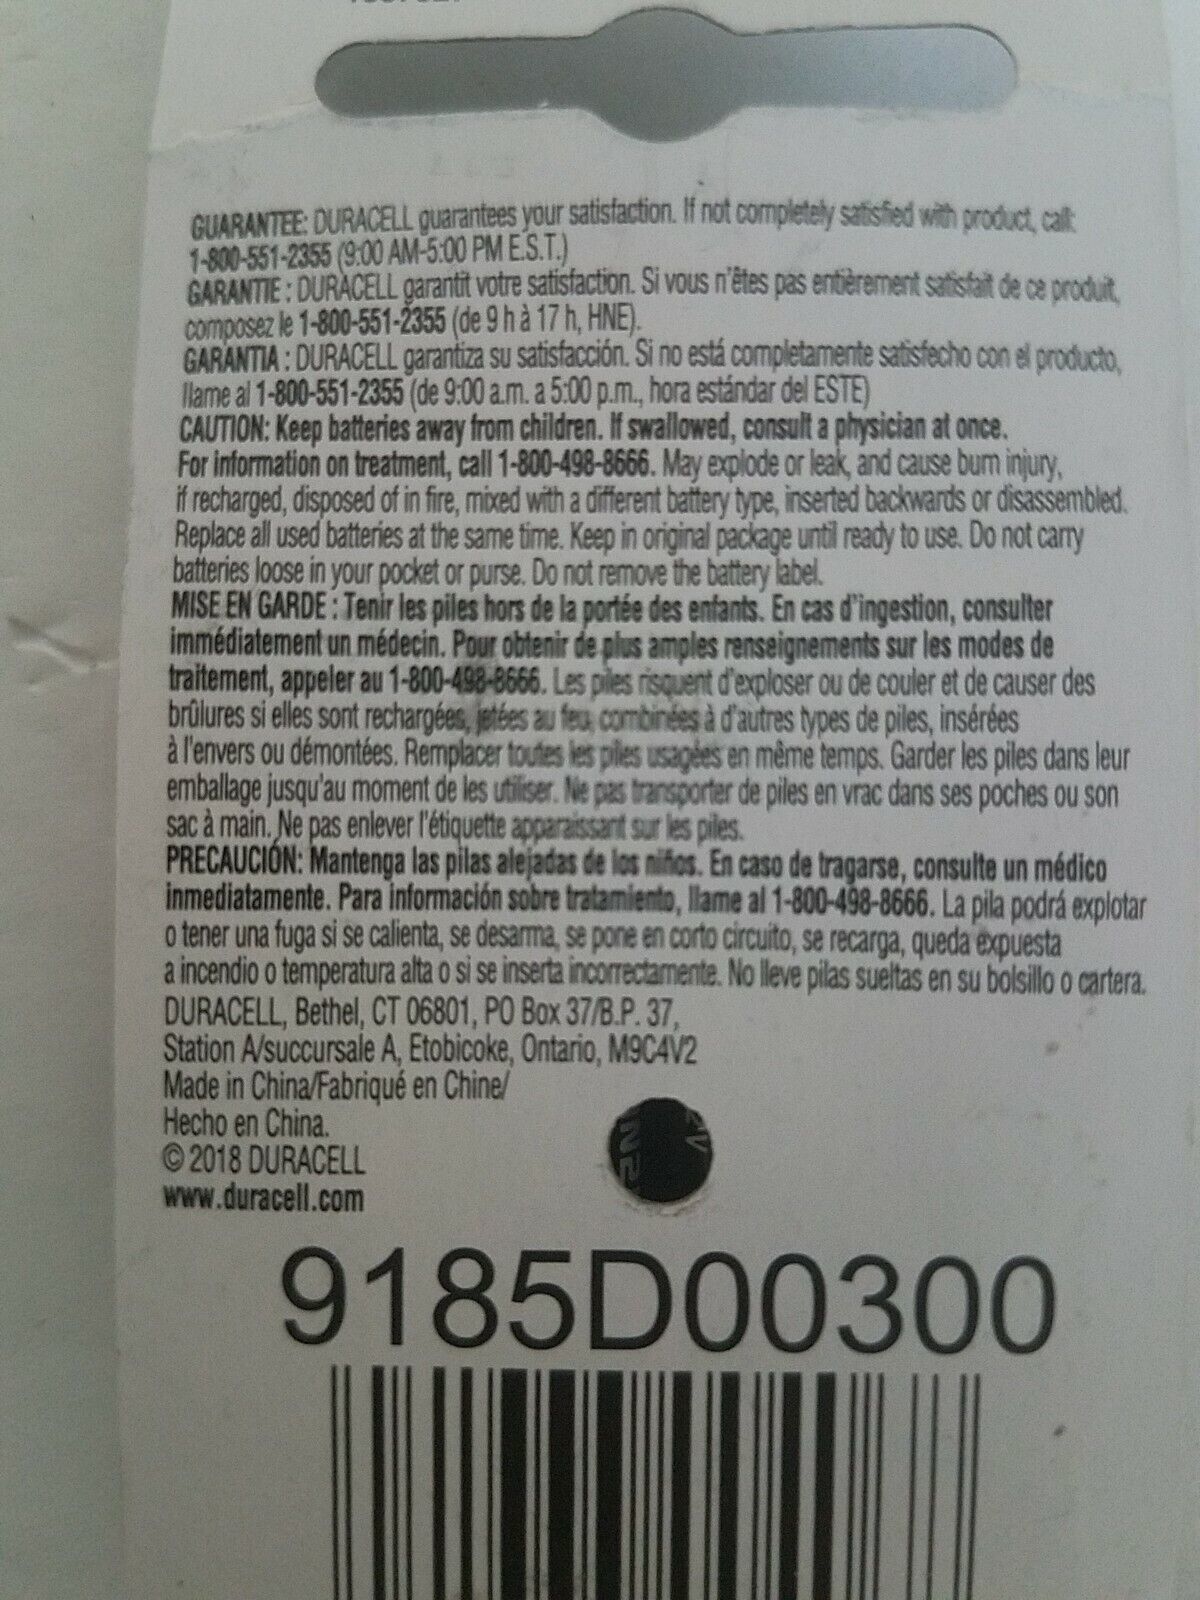 GUARANTEE: DURACELL guarantees your satisfaction. If not completely satisfied with product, call:
1-800-551-2355 (9:00 AM-5:00 PM E.S.T.)
GARANTIE : DURACELL garantit votre satisfaction. Si vous n'êtes pas entièrement satisfait de ce produit,
composez le 1-800-551-2355 (de 9 h à 17 h, HNE).
GARANTIA : DURACELL garantiza su satisfacción. Si no está completamente satisfecho con el producto,
llame al 1-800-551-2355 (de 9:00 a.m. a 5:00 p.m., hora estándar del ESTE)
CAUTION: Keep batteries away from children. If swallowed, consult a physician at once.
For information on treatment, call 1-800-498-8666. May explode or leak, and cause burn injury,
if recharged, disposed of in fire, mixed with a different battery type, inserted backwards or disassembled.
Replace all used batteries at the same time. Keep in original package until ready to use. Do not carry
batteries loose in your pocket or purse. Do not remove the battery label.
MISE EN GARDE : Tenir les piles hors de la portée des enfants. En cas d'ingestion, consulter
immédiatement un médecin. Pour obtenir de plus amples renseignements sur les modes de
traitement, appeler au 1-800-498-8666. Les piles risquent d'exploser ou de couler et de causer des
brûlures si elles sont rechargées, jetées au feu, combinées à d'autres types de piles, insérées
à l'envers ou démontées. Remplacer toutes les piles usagées en même temps. Garder les piles dans leur
emballage jusqu'au moment de les utiliser. Ne pas transporter de piles en vrac dans ses poches ou son
sac à main. Ne pas enlever l'étiquette apparaissant sur les piles.
PRECAUCIÓN: Mantenga las pilas alejadas de los niños. En caso de tragarse, consulte un médico
inmediatamente. Para información sobre tratamiento, llame al 1-800-498-8666. La pila podrá explotar
o tener una fuga si se calienta, se desarma, se pone en corto circuito, se recarga, queda expuesta
a incendio o temperatura alta o si se inserta incorrectamente. No lleve pilas sueltas en su bolsillo o cartera.
DURACELL, Bethel, CT 06801, PO Box 37/B.P. 37,
Station A/succursale A, Etobicoke, Ontario, M9C4V2
Made in China/Fabriqué en Chine/
Hecho en China.
© 2018 DURACELL
www.duracell.com
9185D00300